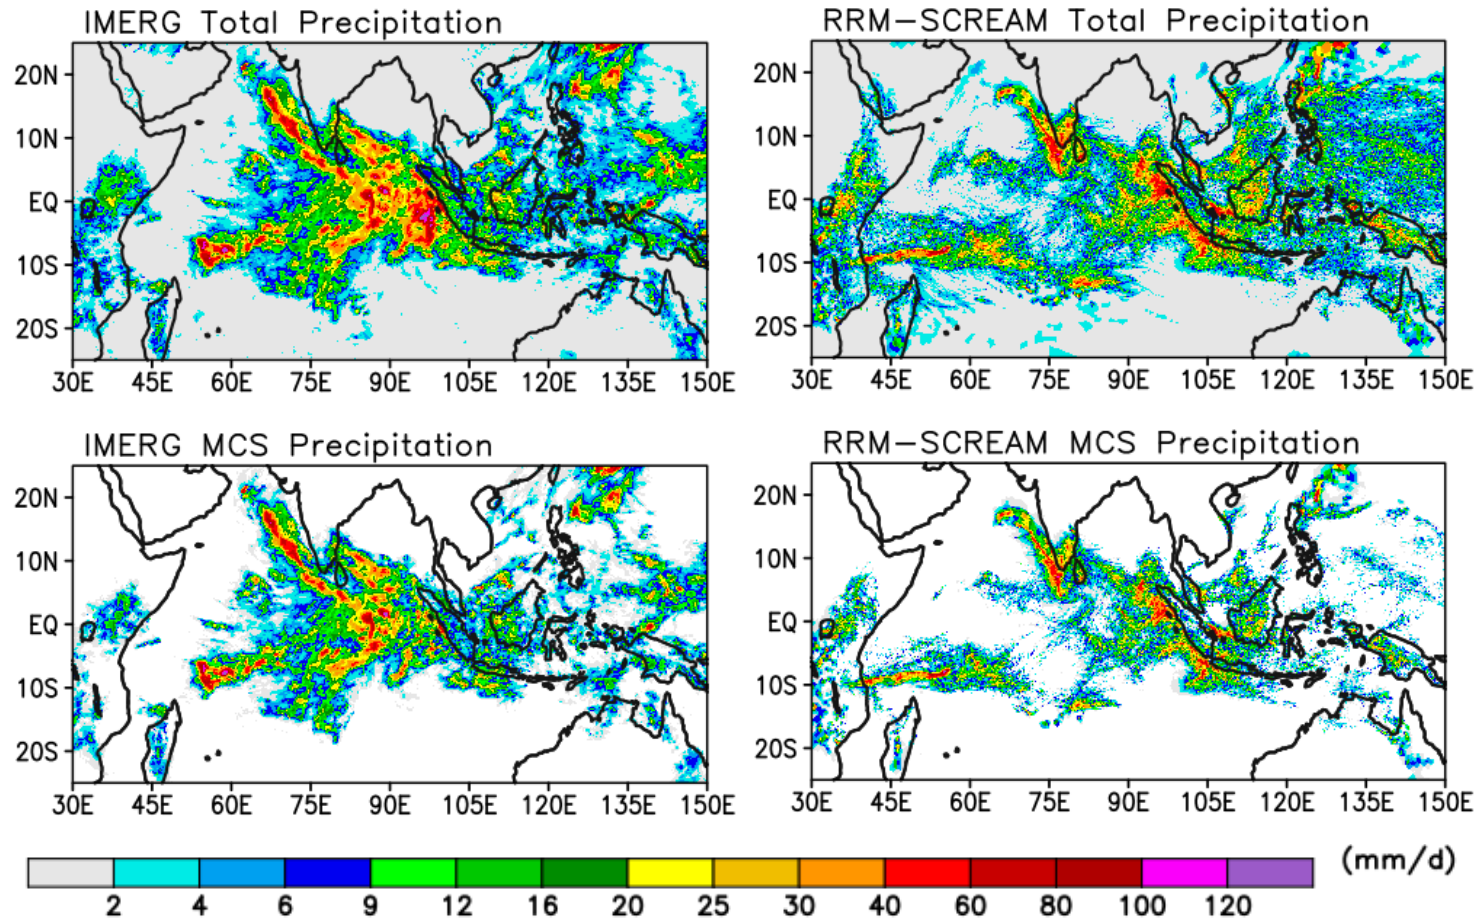 IMERG Total Precipitation
RRM-SCREAM Total Precipitation
20N
10N
EQ
10S
20S
30E 45E 60E 75E 90E 105E 120E 135E 150E
20N
10N
EQ
10S
20S
30E 45E 60E 75E 90E 105E 120E 135E 150E
IMERG MCS Precipitation
RRM-SCREAM MCS Precipitation
20N
10N
EQ
10S
20S
30E 45E 60E 75E 90E 105E 120E 135E 150E
20N
10N
EQ
10S
20S
30E 45E 60E 75E 90E 105E 120E 135E 150E
(mm/d)
2 4 6 9 12 16 20 25 30 40 60 80 100 120